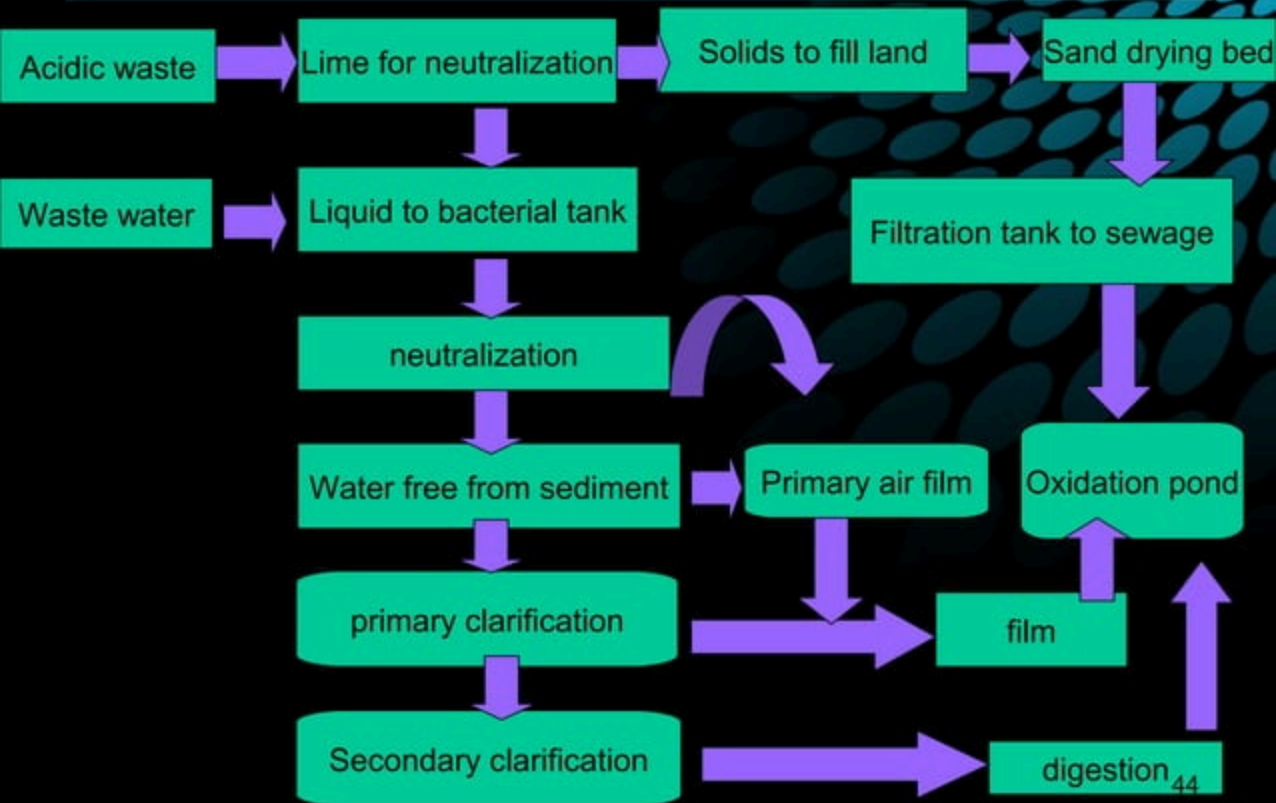 Acidic waste
Lime for neutralization
Solids to fill land
Sand drying bed
Waste water
Liquid to bacterial tank
Filtration tank to sewage
neutralization
Water free from sediment
Primary air film
Oxidation pond
primary clarification
film
Secondary clarification
digestion
44